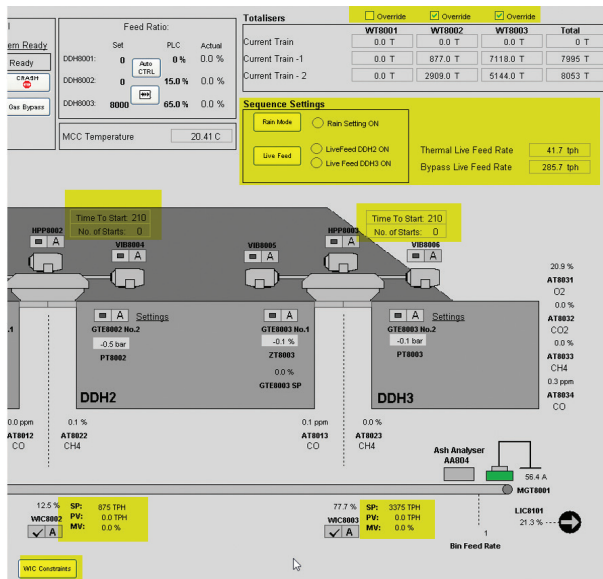 Feed Ratio:
Set PLC Actual
DDH8001: 0 0 % 0.0 %
Auto CTRL
DDH8002: 0 15.0 % 0.0 %
DDH8003: 8000 65.0 % 0.0 %
MCC Temperature 20.41 C
em Ready
Ready
CRASH
Gas Bypass
Totalisers
Override Override Override
WT8001 WT8002 WT8003 Total
Current Train 0.0 T 0.0 T 0.0 T 0 T
Current Train -1 0.0 T 877.0 T 7118.0 T 7995 T
Current Train - 2 0.0 T 2909.0 T 5144.0 T 8053 T
Sequence Settings
Rain Mode Rain Setting ON
Live Feed LiveFeed DDH2 ON
Live Feed DDH3 ON
Thermal Live Feed Rate 41.7 tph
Bypass Live Feed Rate 285.7 tph
Time To Start: 210
No. of Starts: 0
Time To Start: 210
No. of Starts: 0
HPP8002 HPP8003
A A
VIB8004 VIB8005 VIB8006
A A A
A Settings
GTE8002 No.2
-0.5 bar
PT8002
A
GTE8003 No.1
-0.1 %
ZT8003
0.0 %
GTE8003 SP
A Settings
GTE8003 No.2
-0.1 bar
PT8003
20.9 %
AT8031
O2
0.0 %
AT8032
CO2
0.0 %
AT8033
CH4
0.3 ppm
AT8034
CO
.1 DDH2 DDH3
0.0 ppm 0.1 % 0.1 ppm 0.0 %
AT8012 AT8022 AT8013 AT8023
CO CH4 CO CH4
Ash Analyser
AA804
56.4 A
MGT8001
12.5 %
WIC8002
A
SP: 875 TPH
PV: 0.0 TPH
MV: 0.0 %
77.7 %
WIC8003
A
SP: 3375 TPH
PV: 0.0 TPH
MV: 0.0 %
1
Bin Feed Rate
LIC0101
21.3 %
WIC Constraints